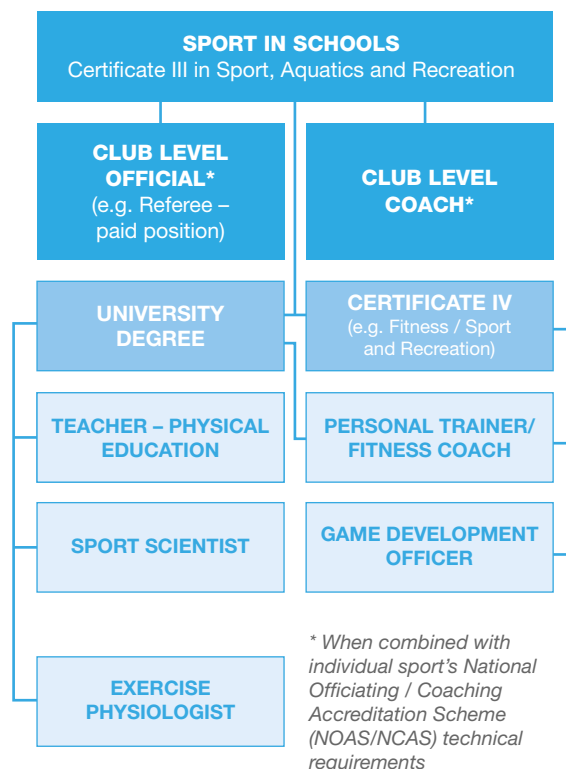 SPORT IN SCHOOLS
Certificate III in Sport, Aquatics and Recreation
CLUB LEVEL
OFFICIAL*
(e.g. Referee –
paid position)
CLUB LEVEL
COACH*
UNIVERSITY
DEGREE
CERTIFICATE IV
(e.g. Fitness / Sport
and Recreation)
TEACHER – PHYSICAL
EDUCATION
PERSONAL TRAINER/
FITNESS COACH
SPORT SCIENTIST
GAME DEVELOPMENT
OFFICER
EXERCISE
PHYSIOLOGIST
* When combined with
individual sport's National
Officiating / Coaching
Accreditation Scheme
(NOAS/NCAS) technical
requirements